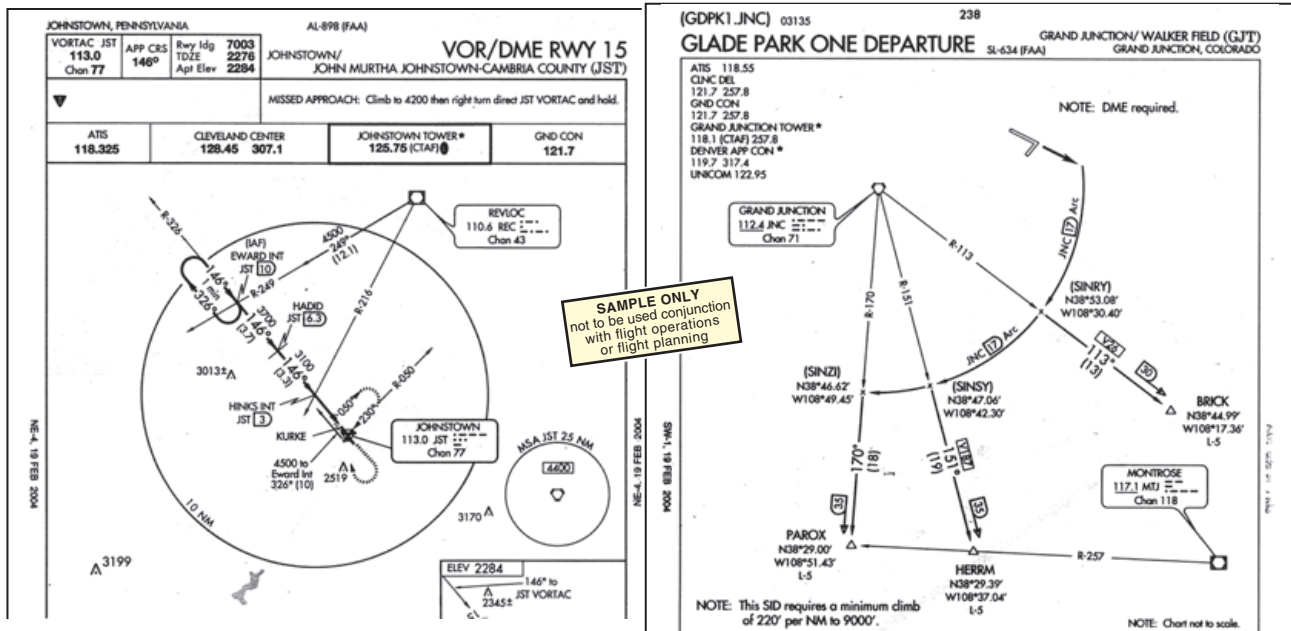 JOHNSTOWN, PENNSYLVANIA
AL-898 (FAA)
VORTAC JST
113.0
Chan 77
APP CRS
146°
Rwy ldg 7003
TDZE 2276
Apt Elev 2284
VOR/DME RWY 15
JOHNSTOWN/
JOHN MURTHA JOHNSTOWN-CAMBRIA COUNTY (JST)
MISSED APPROACH: Climb to 4200 then right turn direct JST VORTAC and hold.
ATIS
118.325
CLEVELAND CENTER
128.45 307.1
JOHNSTOWN TOWER★
125.75 (CTAF)
GND CON
121.7
R-326
(IAF)
EWARD INT
JST 10
4500
249°
(12.1)
REVLOC
110.6 REC
Chan 43
146°
1 min
326°
R-249
R-216
3700
146°
(3.7)
HADID
JST 6.3
3100
146°
(3.3)
3013±
HINKS INT
JST 3
R-050
050°
230°
KURKE
JOHNSTOWN
113.0 JST
Chan 77
4500 to
Eward Int
326° (10)
2519
MSA JST 25 NM
4400
10 NM
3170
3199
ELEV 2284
146° to
JST VORTAC
2345±
NE-4, 19 FEB 2004
NE-4, 19 FEB 2004
SAMPLE ONLY
not to be used conjunction
with flight operations
or flight planning
(GDPK1.JNC) 03135
238
GLADE PARK ONE DEPARTURE
SL-634 (FAA)
GRAND JUNCTION/ WALKER FIELD (GJT)
GRAND JUNCTION, COLORADO
ATIS 118.55
CLNC DEL
121.7 257.8
GND CON
121.7 257.8
GRAND JUNCTION TOWER★
118.1 (CTAF) 257.8
DENVER APP CON ★
119.7 317.4
UNICOM 122.95
NOTE: DME required.
GRAND JUNCTION
112.4 JNC
Chan 71
JNC 17 Arc
R-113
R-151
R-170
(SINRY)
N38°53.08'
W108°30.40'
V26
113°
(13)
30
JNC 17 Arc
(SINZI)
N38°46.62'
W108°49.45'
(SINSY)
N38°47.06'
W108°42.30'
BRICK
N38°44.99'
W108°17.36'
L-5
170°
(18)
V187
151°
(19)
35
35
MONTROSE
117.1 MTJ
Chan 118
PAROX
N38°29.00'
W108°51.43'
L-5
R-257
HERRM
N38°29.39'
W108°37.04'
L-5
NOTE: This SID requires a minimum climb
of 220' per NM to 9000'.
NOTE: Chart not to scale.
SW-1, 19 FEB 2004